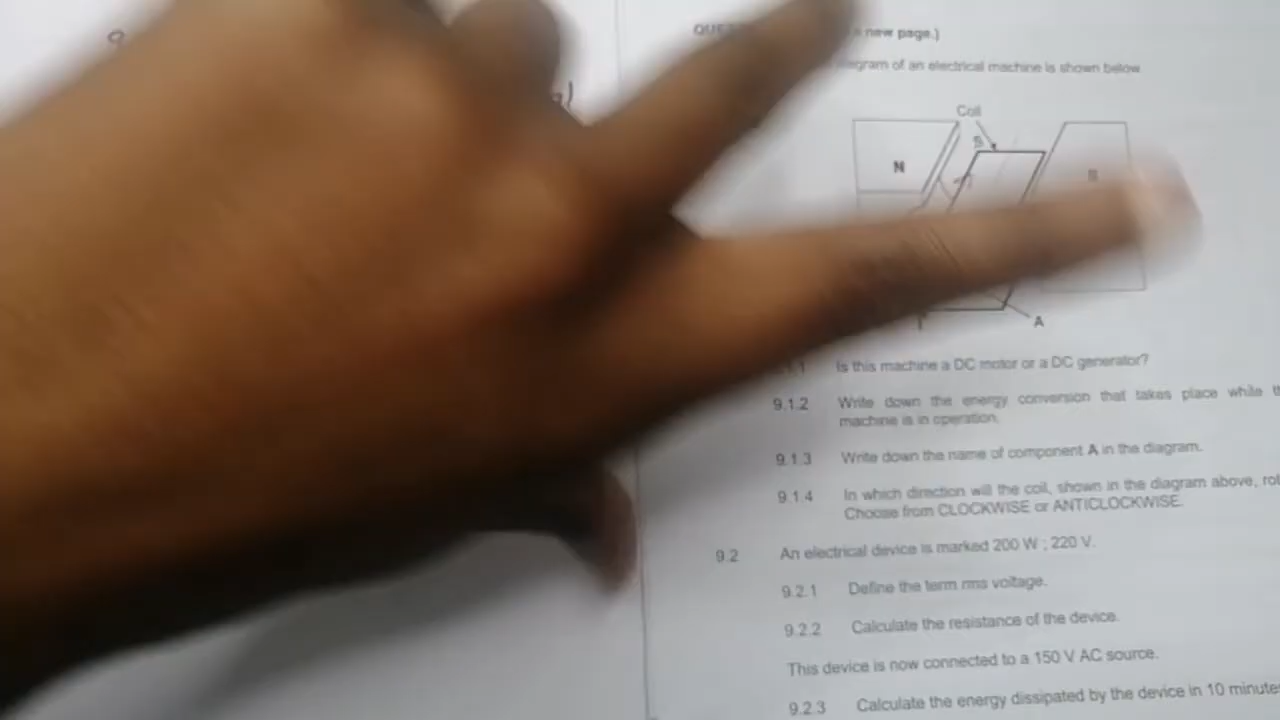 new page.)
diagram of an electrical machine is shown below
Coil
N
A
Is this machine a DC motor or a DC generator?
9.1.2 Write down the energy conversion that takes place while
machine is in operation.
9.1.3 Write down the name of component A in the diagram.
9.1.4 In which direction will the coil, shown in the diagram above,
Choose from CLOCKWISE or ANTICLOCKWISE.
9.2 An electrical device is marked 200 W ; 220 V.
9.2.1 Define the term rms voltage.
9.2.2 Calculate the resistance of the device.
This device is now connected to a 150 V AC source.
9.2.3 Calculate the energy dissipated by the device in 10 minutes